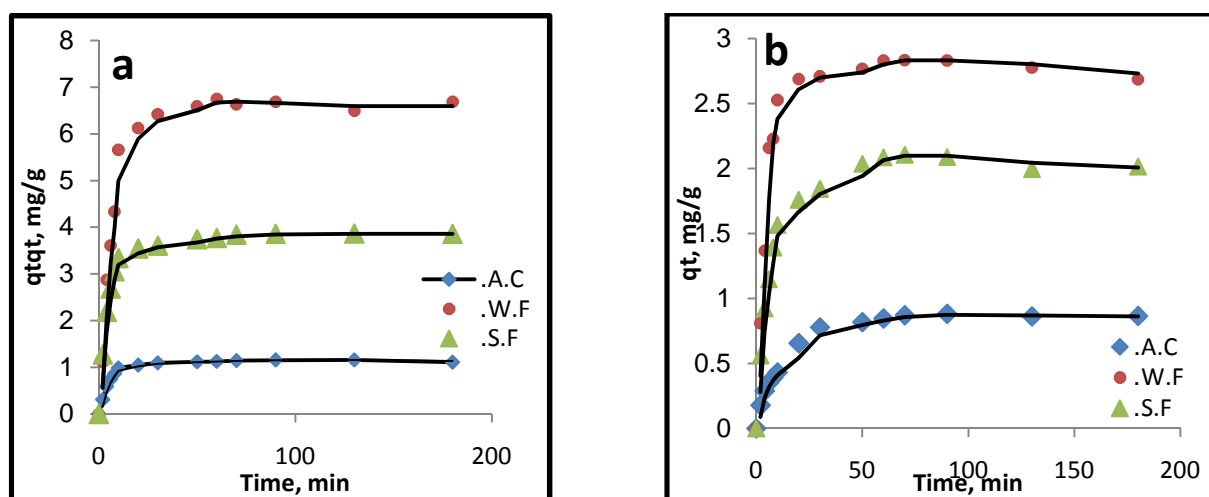 a
8
7
6
5
4
3
2
1
0
qtqt, mg/g
.A.C
.W.F
.S.F
0 100 200
Time, min
b
3
2.5
2
1.5
1
0.5
0
qt, mg/g
.A.C
.W.F
.S.F
0 50 100 150 200
Time, min